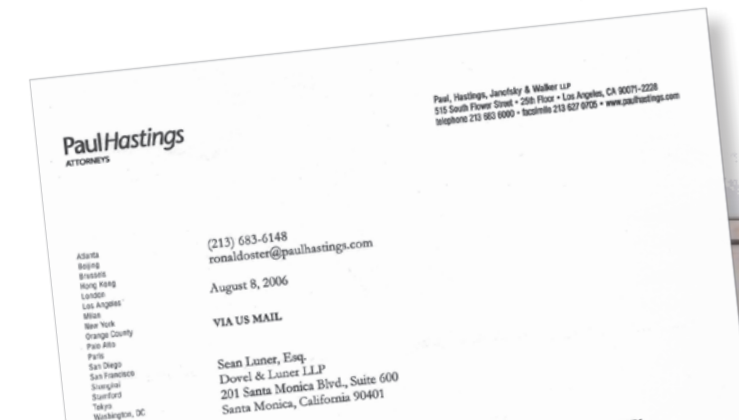 Paul, Hastings, Janofsky & Walker LLP
515 South Flower Street • 25th Floor • Los Angeles, CA 90071-2228
telephone 213 683 6000 • facsimile 213 627 0705 • www.paulhastings.com
PaulHastings
ATTORNEYS
Atlanta
Beijing
Brussels
Hong Kong
London
Los Angeles
Milan
New York
Orange County
Palo Alto
Paris
San Diego
San Francisco
Shanghai
Stamford
Tokyo
Washington, DC
(213) 683-6148
ronaldoster@paulhastings.com
August 8, 2006
VIA US MAIL
Sean Luner, Esq.
Dovel & Luner LLP
201 Santa Monica Blvd., Suite 600
Santa Monica, California 90401